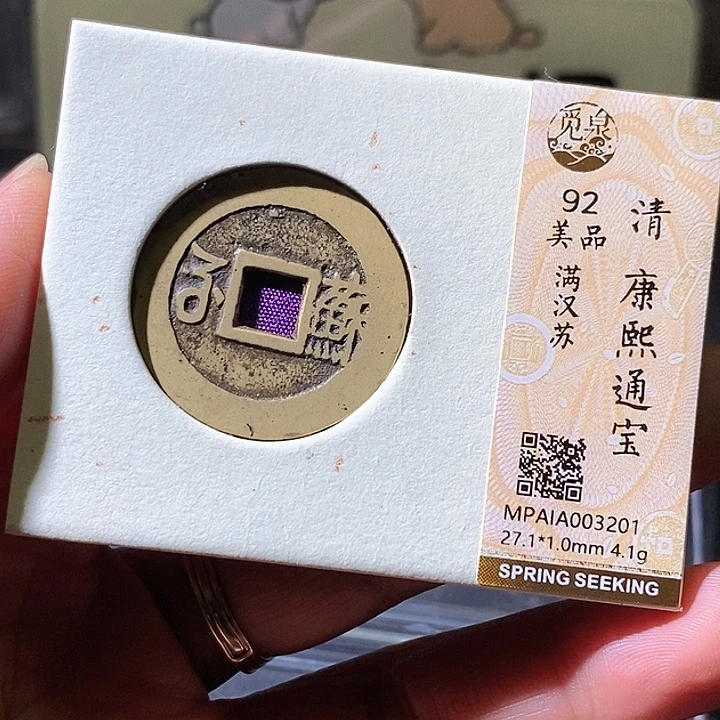 觅泉
92
美品
满汉苏
清 康熙通宝
MPAIA003201
27.1*1.0mm 4.1g
SPRING SEEKING
蘇